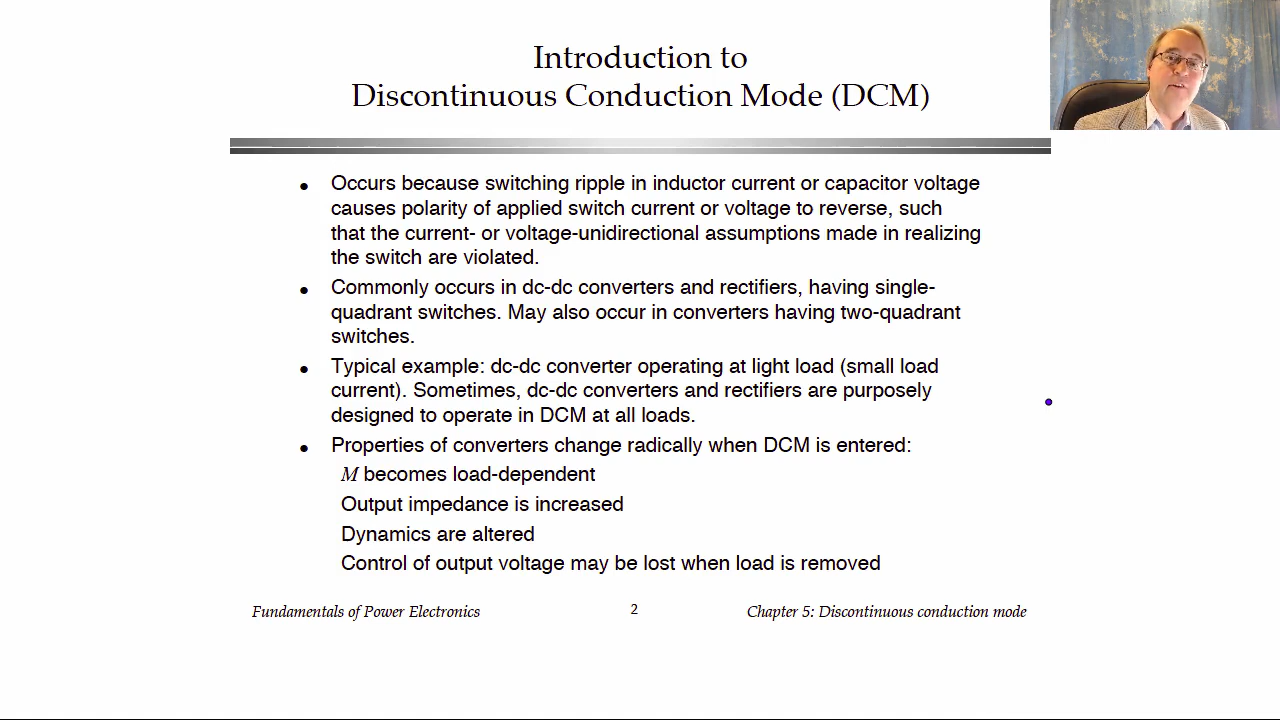 Introduction to
Discontinuous Conduction Mode (DCM)
• Occurs because switching ripple in inductor current or capacitor voltage
causes polarity of applied switch current or voltage to reverse, such
that the current- or voltage-unidirectional assumptions made in realizing
the switch are violated.
• Commonly occurs in dc-dc converters and rectifiers, having single-
quadrant switches. May also occur in converters having two-quadrant
switches.
• Typical example: dc-dc converter operating at light load (small load
current). Sometimes, dc-dc converters and rectifiers are purposely
designed to operate in DCM at all loads.
• Properties of converters change radically when DCM is entered:
M becomes load-dependent
Output impedance is increased
Dynamics are altered
Control of output voltage may be lost when load is removed
Fundamentals of Power Electronics 2 Chapter 5: Discontinuous conduction mode